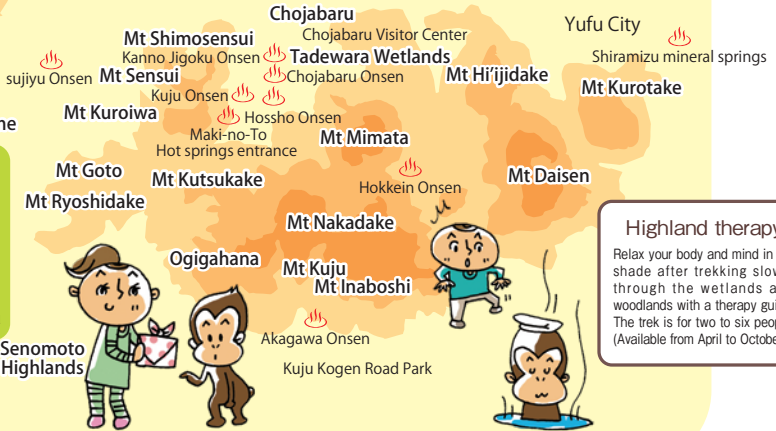 Chojabaru
Yufu City
Chojabaru Visitor Center
Mt Shimosensui
Kanno Jigoku Onsen
Tadewara Wetlands
Shiramizu mineral springs
sujiyu Onsen
Mt Sensui
Chojabaru Onsen
Mt Hi'ijidake
Mt Kurotake
Kuju Onsen
Mt Kuroiwa
Hossho Onsen
Maki-no-To
Hot springs entrance
Mt Mimata
Mt Goto
Mt Kutsukake
Hokkein Onsen
Mt Daisen
Mt Ryoshidake
Mt Nakadake
Ogigahana
Mt Kuju
Mt Inaboshi
Akagawa Onsen
Senomoto
Highlands
Kuju Kogen Road Park
Highland therapy
Relax your body and mind in
shade after trekking slow
through the wetlands a
woodlands with a therapy gui
The trek is for two to six peop
(Available from April to Octobe